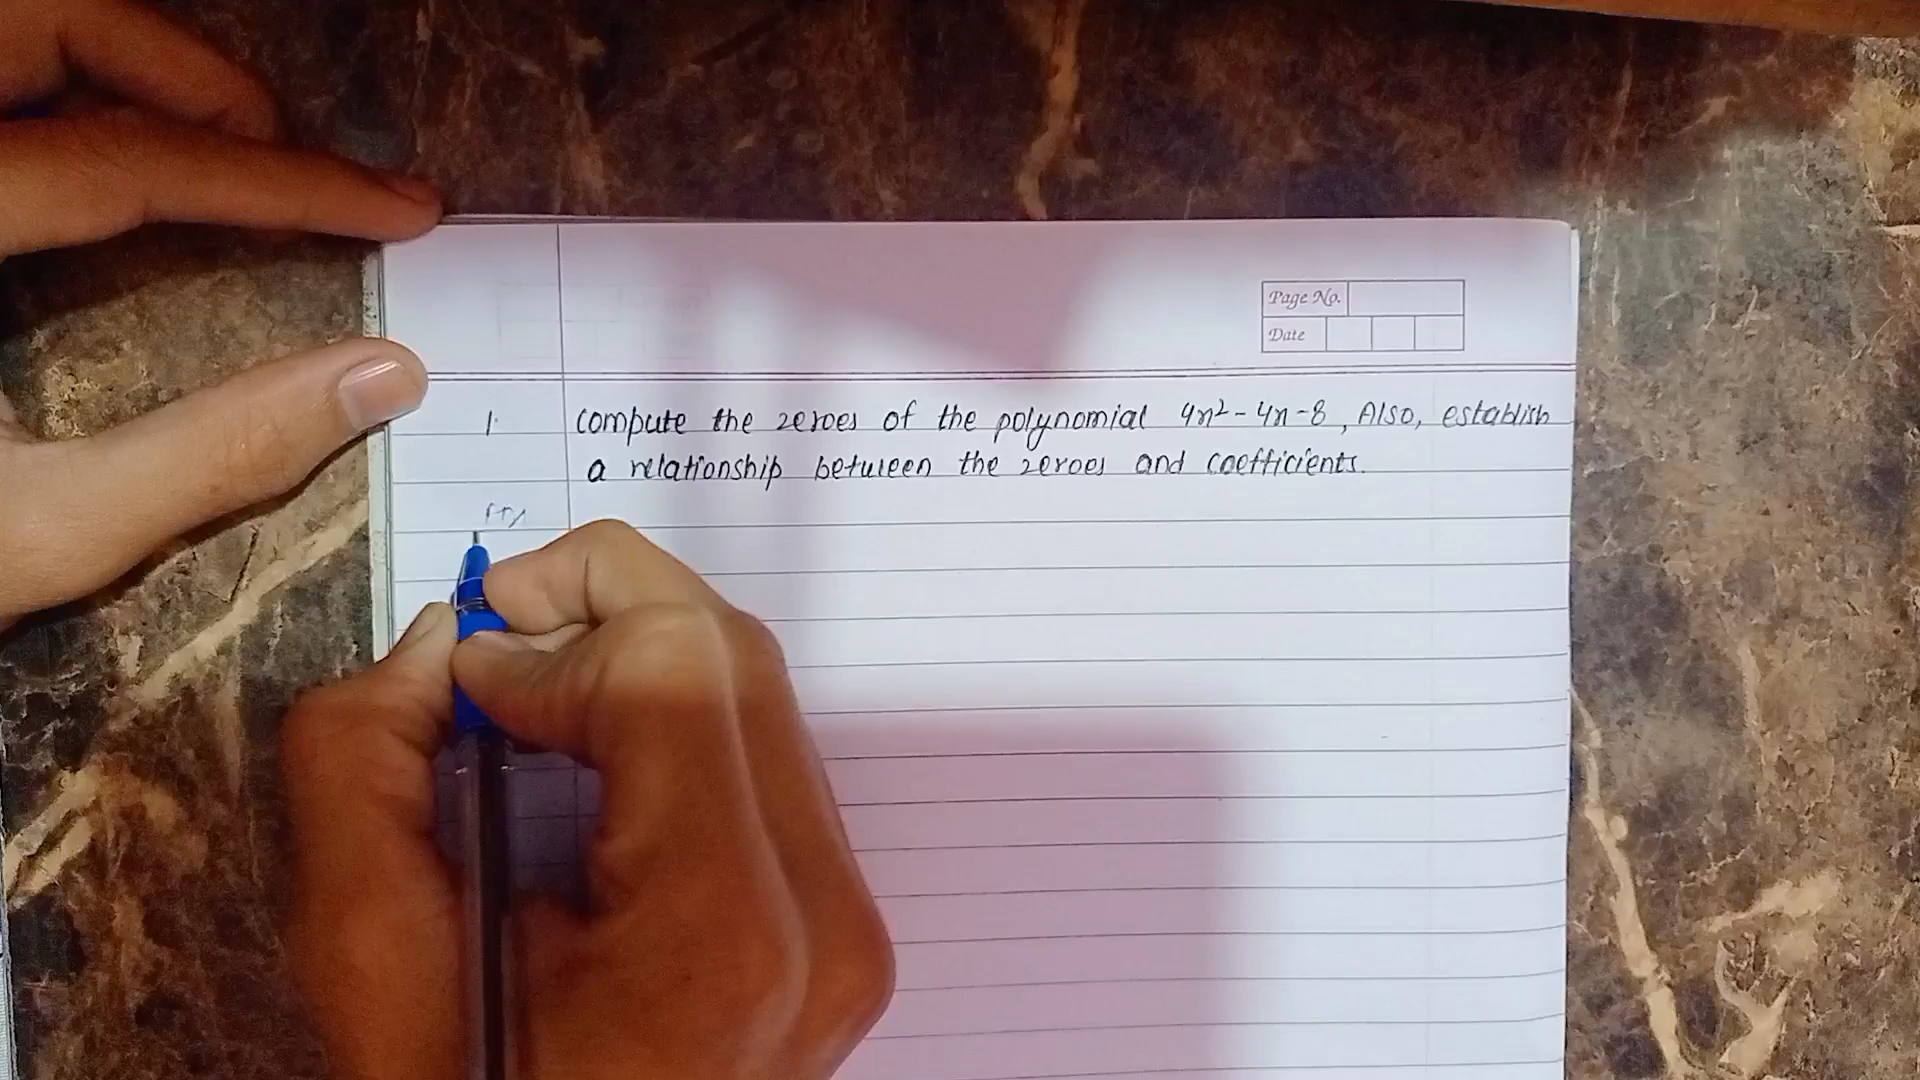 Page No.
Date
1. Compute the zeroes of the polynomial 4x² - 4x - 8, Also, establish
a relationship between the zeroes and coefficients.